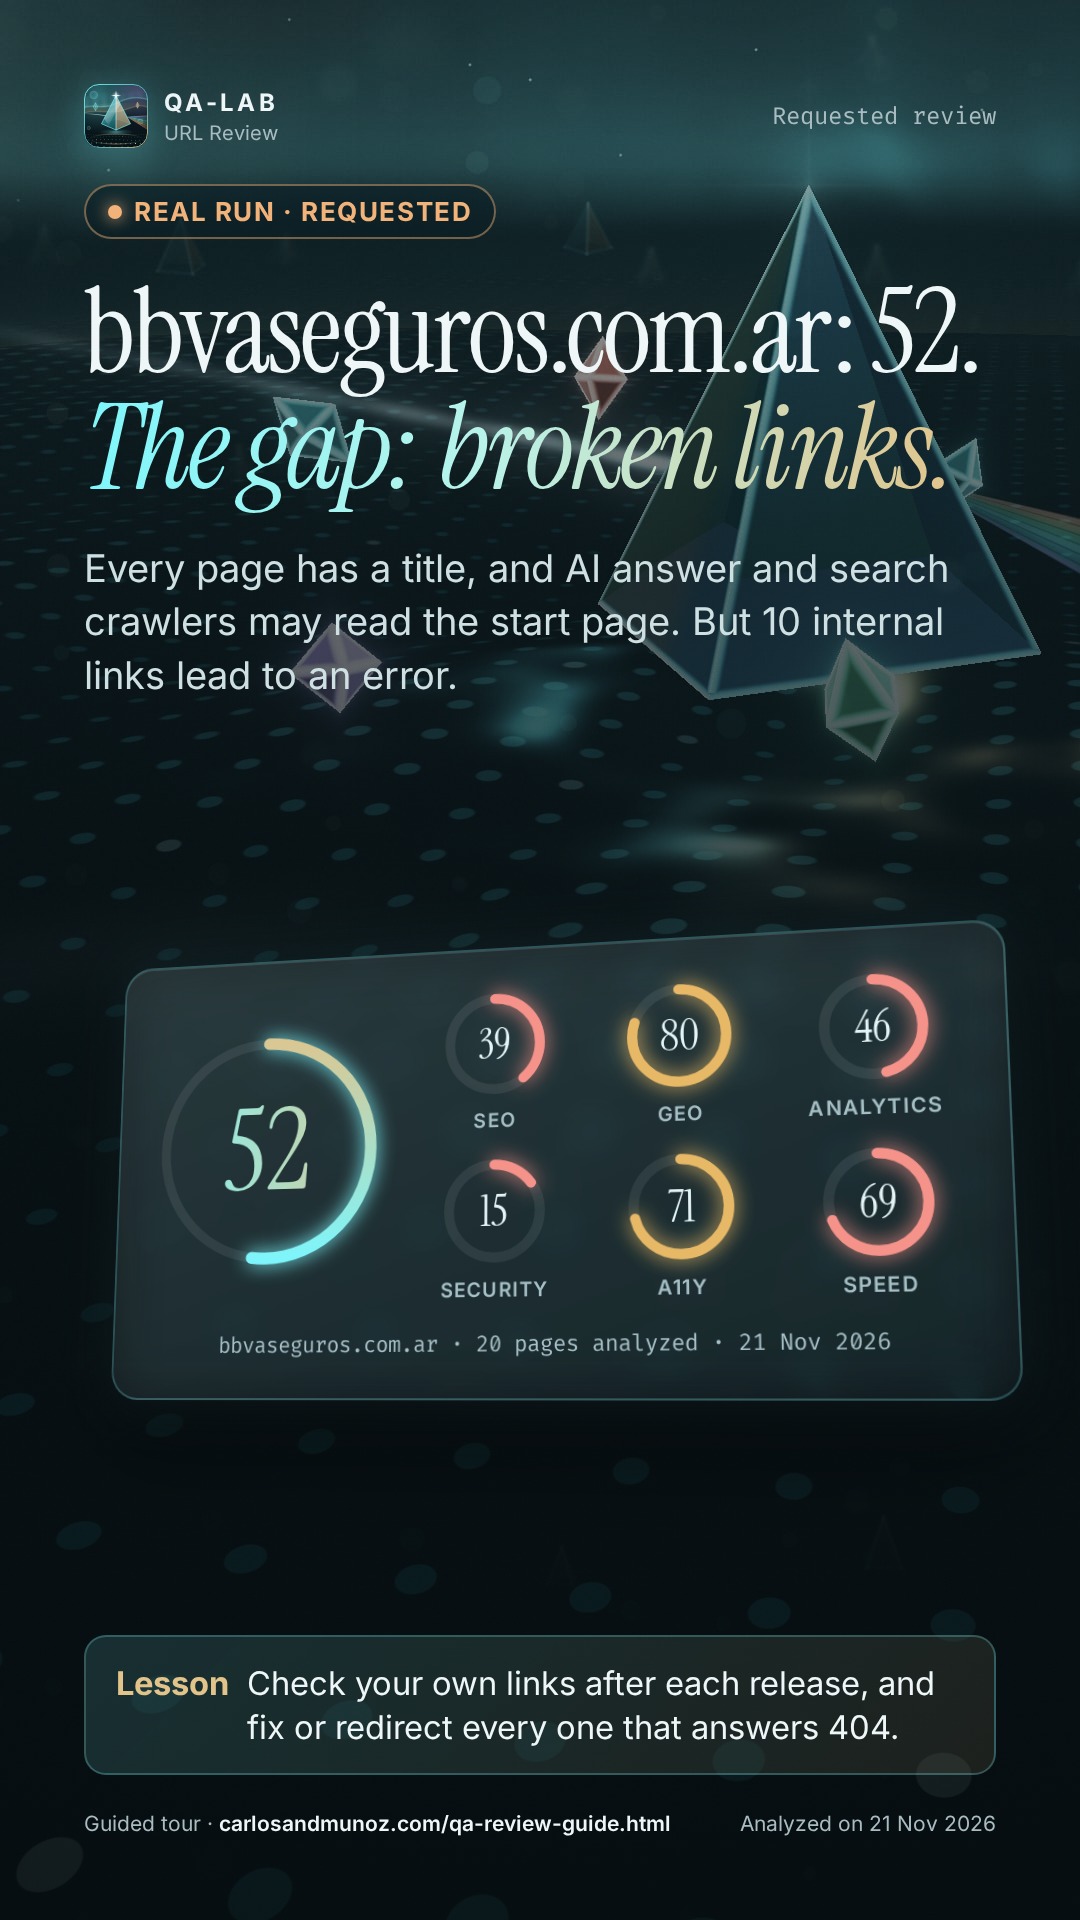 QA-LAB
URL Review
Requested review
REAL RUN · REQUESTED
bbvaseguros.com.ar: 52.
The gap: broken links.
Every page has a title, and AI answer and search
crawlers may read the start page. But 10 internal
links lead to an error.
52
39
SEO
80
GEO
46
ANALYTICS
15
SECURITY
71
A11Y
69
SPEED
bbvaseguros.com.ar · 20 pages analyzed · 21 Nov 2026
Lesson Check your own links after each release, and
fix or redirect every one that answers 404.
Guided tour · carlosandmunoz.com/qa-review-guide.html
Analyzed on 21 Nov 2026